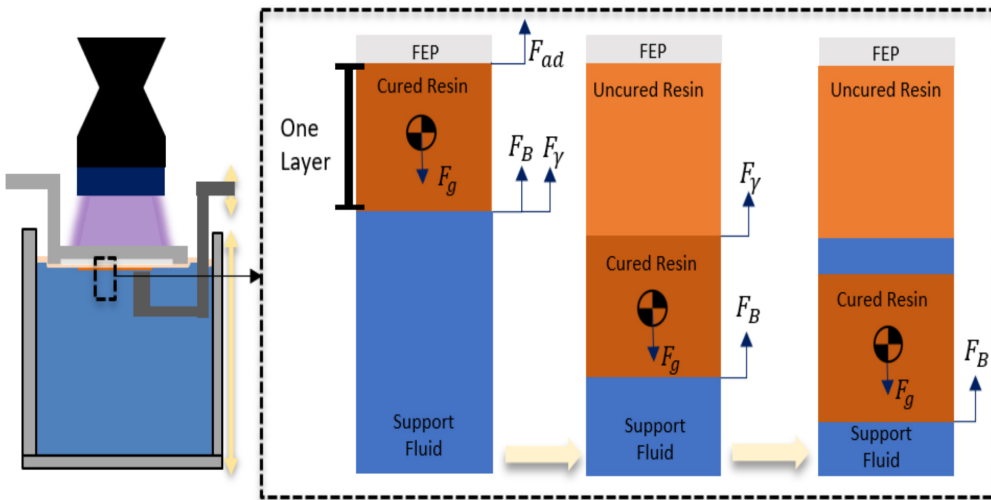 FEP
F_ad
Cured Resin
One
Layer
F_g
F_B F_γ
FEP
Uncured Resin
F_γ
Cured Resin
F_g
F_B
Support
Fluid
FEP
Uncured Resin
Cured Resin
F_g
F_B
Support
Fluid
Support
Fluid